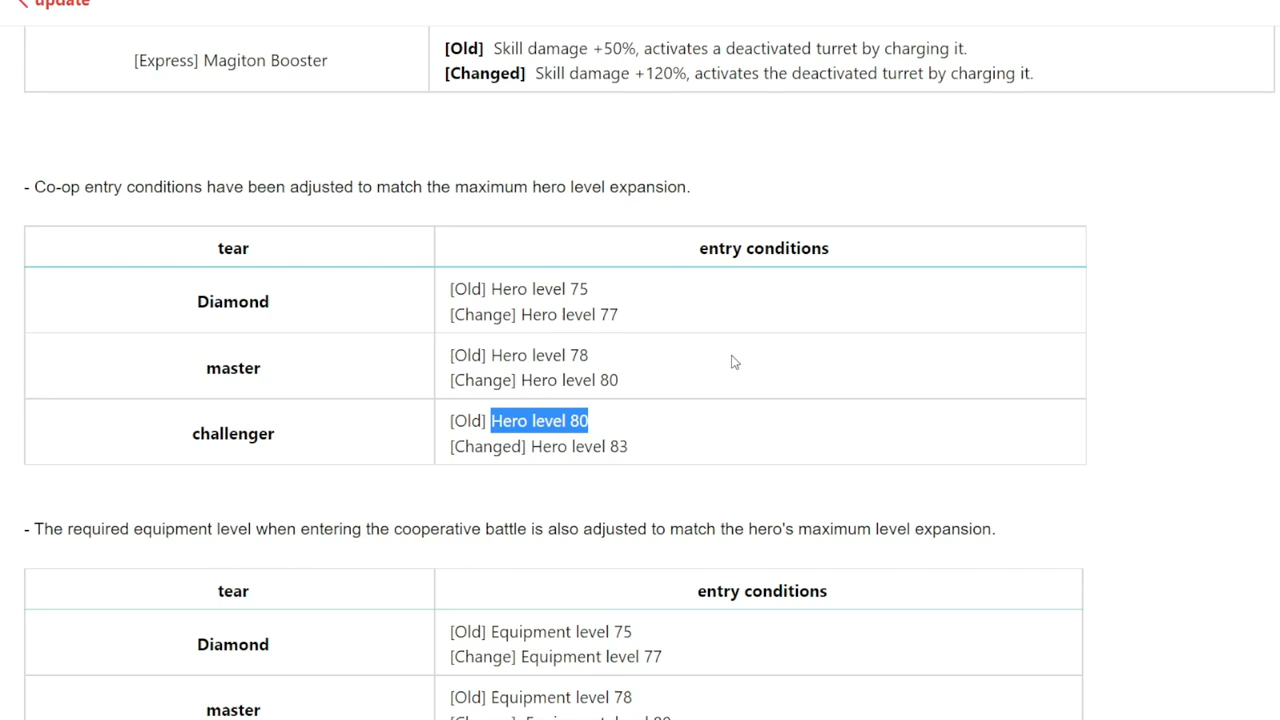 update
[Express] Magiton Booster
[Old] Skill damage +50%, activates a deactivated turret by charging it.
[Changed] Skill damage +120%, activates the deactivated turret by charging it.
- Co-op entry conditions have been adjusted to match the maximum hero level expansion.
tear entry conditions
Diamond
[Old] Hero level 75
[Change] Hero level 77
master
[Old] Hero level 78
[Change] Hero level 80
challenger
[Old] Hero level 80
[Changed] Hero level 83
- The required equipment level when entering the cooperative battle is also adjusted to match the hero's maximum level expansion.
tear entry conditions
Diamond
[Old] Equipment level 75
[Change] Equipment level 77
master
[Old] Equipment level 78
[Change] Equipment level 80